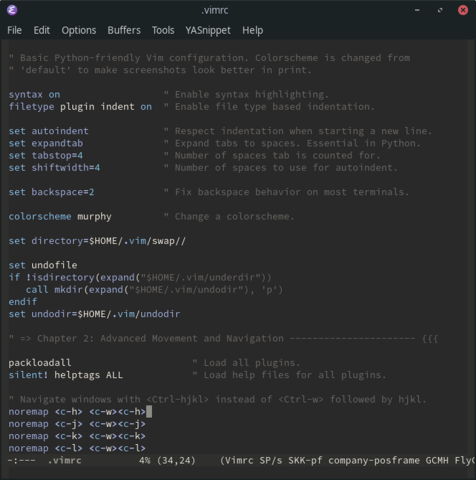 .vimrc
File Edit Options Buffers Tools YASnippet Help
" Basic Python-friendly Vim configuration. Colorscheme is changed from
" 'default' to make screenshots look better in print.
syntax on " Enable syntax highlighting.
filetype plugin indent on " Enable file type based indentation.
set autoindent " Respect indentation when starting a new line.
set expandtab " Expand tabs to spaces. Essential in Python.
set tabstop=4 " Number of spaces tab is counted for.
set shiftwidth=4 " Number of spaces to use for autoindent.
set backspace=2 " Fix backspace behavior on most terminals.
colorscheme murphy " Change a colorscheme.
set directory=$HOME/.vim/swap//
set undofile
if !isdirectory(expand("$HOME/.vim/underdir"))
call mkdir(expand("$HOME/.vim/undodir"), 'p')
endif
set undodir=$HOME/.vim/undodir
" => Chapter 2: Advanced Movement and Navigation ---------------------- {{{
packloadall " Load all plugins.
silent! helptags ALL " Load help files for all plugins.
" Navigate windows with <Ctrl-hjkl> instead of <Ctrl-w> followed by hjkl.
noremap <c-h> <c-w><c-h>
noremap <c-j> <c-w><c-j>
noremap <c-k> <c-w><c-k>
noremap <c-l> <c-w><c-l>
-:--- .vimrc 4% (34,24) (Vimrc SP/s SKK-pf company-posframe GCMH FlyC